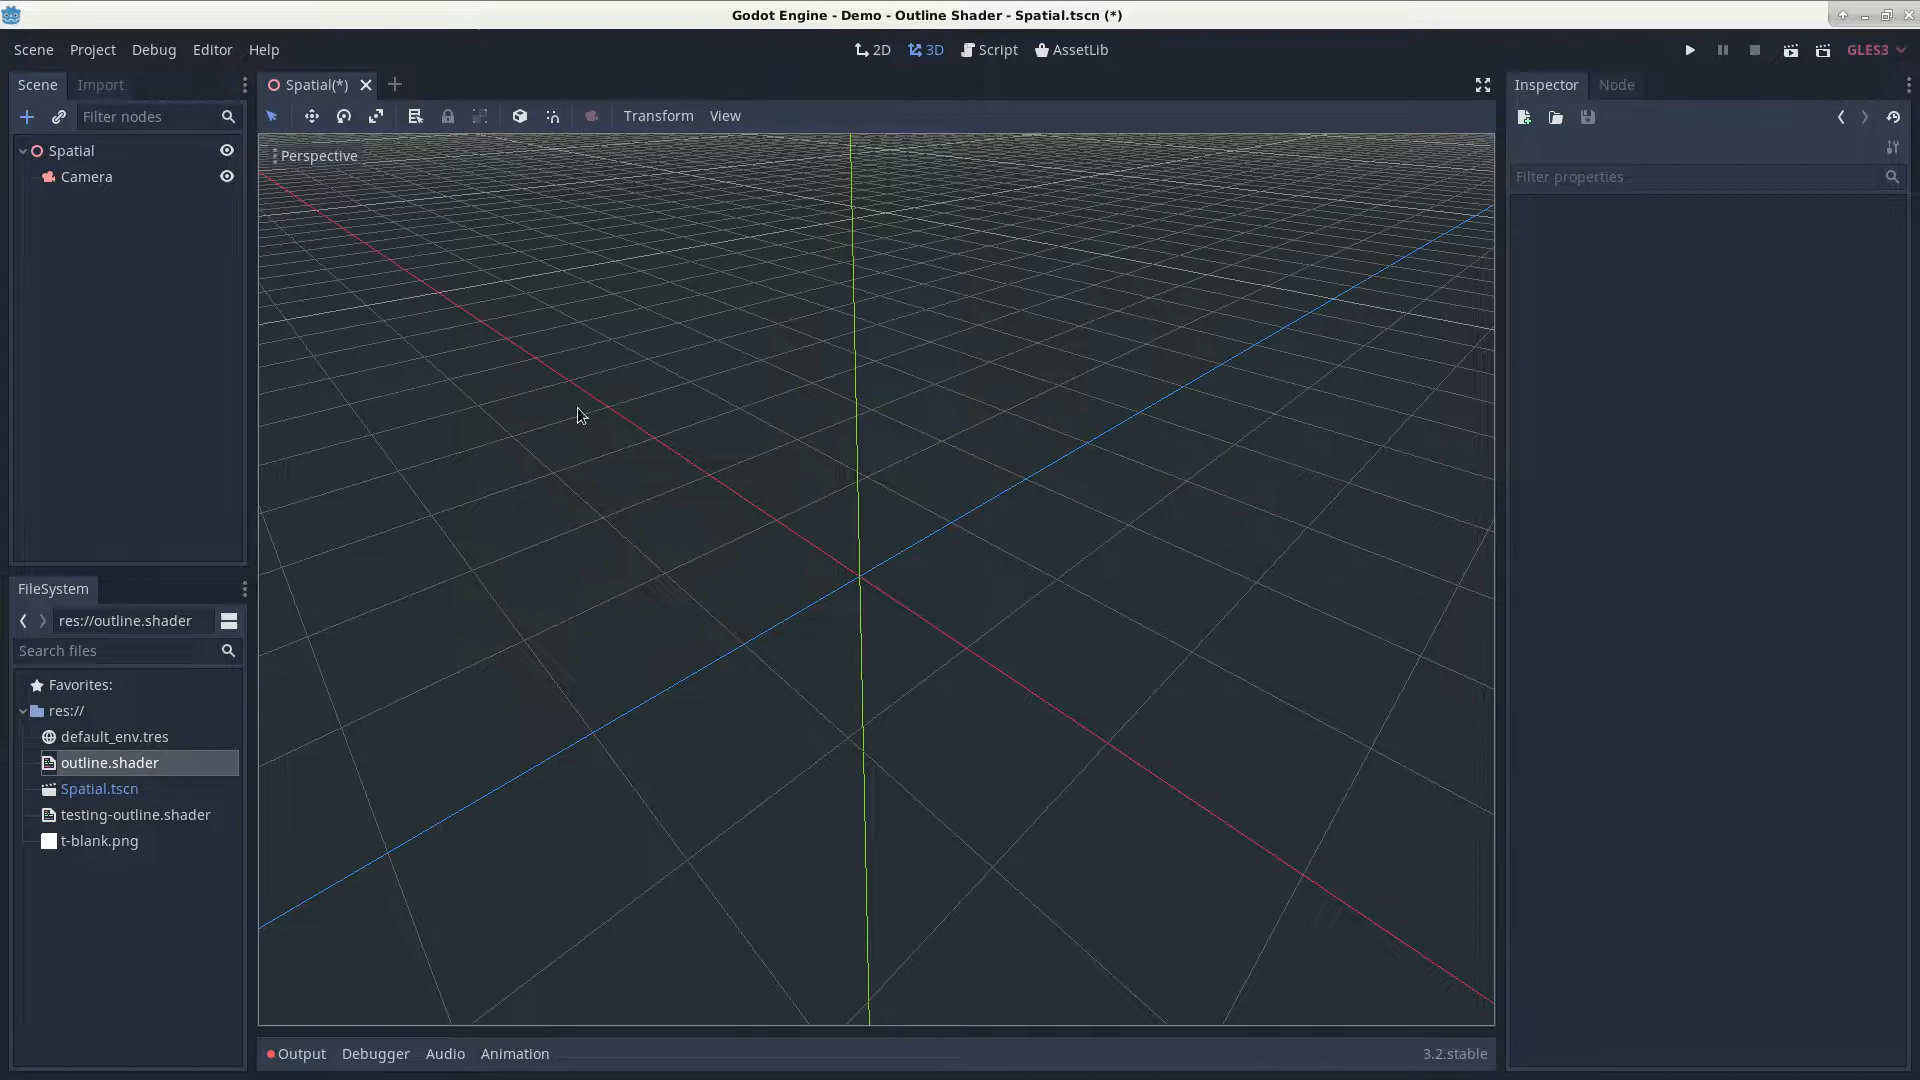 Godot Engine - Demo - Outline Shader - Spatial.tscn (*)
Scene Project Debug Editor Help
2D 3D Script AssetLib
GLES3
Scene Import
Filter nodes
Spatial
Camera
FileSystem
res://outline.shader
Search files
Favorites:
res://
default_env.tres
outline.shader
Spatial.tscn
testing-outline.shader
t-blank.png
Spatial(*)
Transform View
Perspective
Output Debugger Audio Animation
3.2.stable
Inspector Node
Filter properties